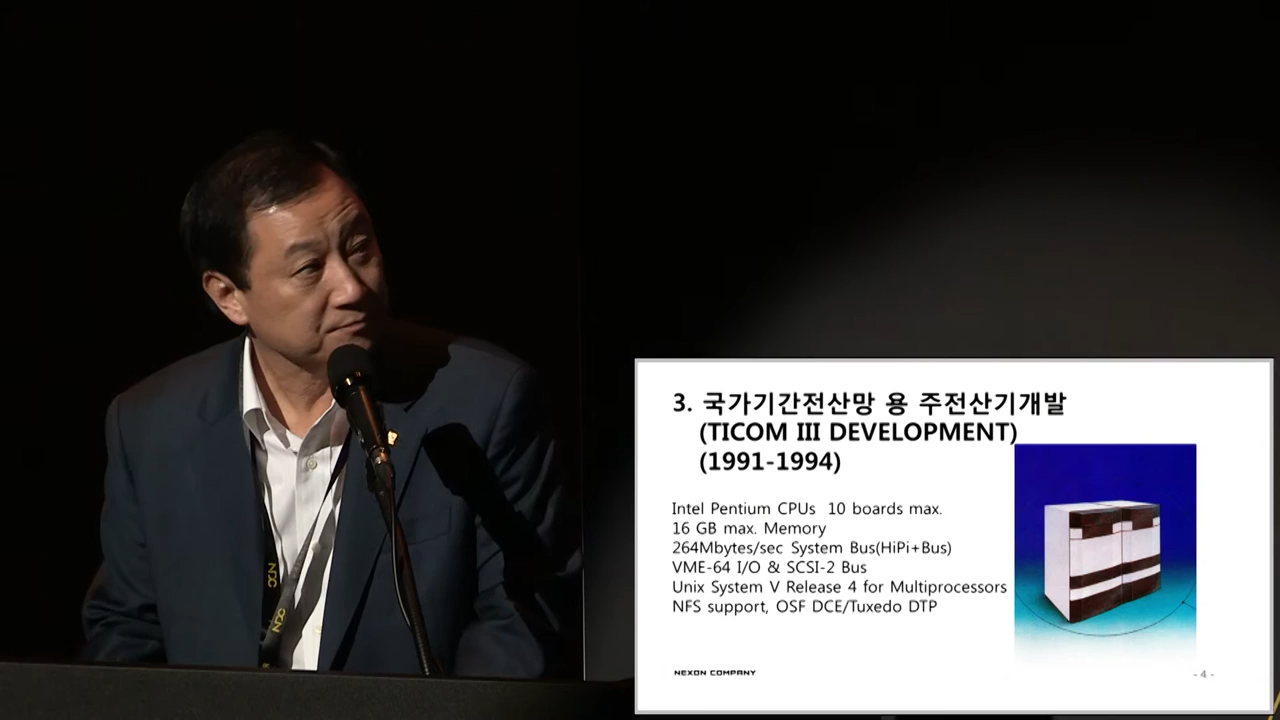 3. 국가기간전산망 용 주전산기개발
(TICOM III DEVELOPMENT)
(1991-1994)
Intel Pentium CPUs 10 boards max.
16 GB max. Memory
264Mbytes/sec System Bus(HiPi+Bus)
VME-64 I/O & SCSI-2 Bus
Unix System V Release 4 for Multiprocessors
NFS support, OSF DCE/Tuxedo DTP
NEXON COMPANY
- 4 -
NDC
NDC